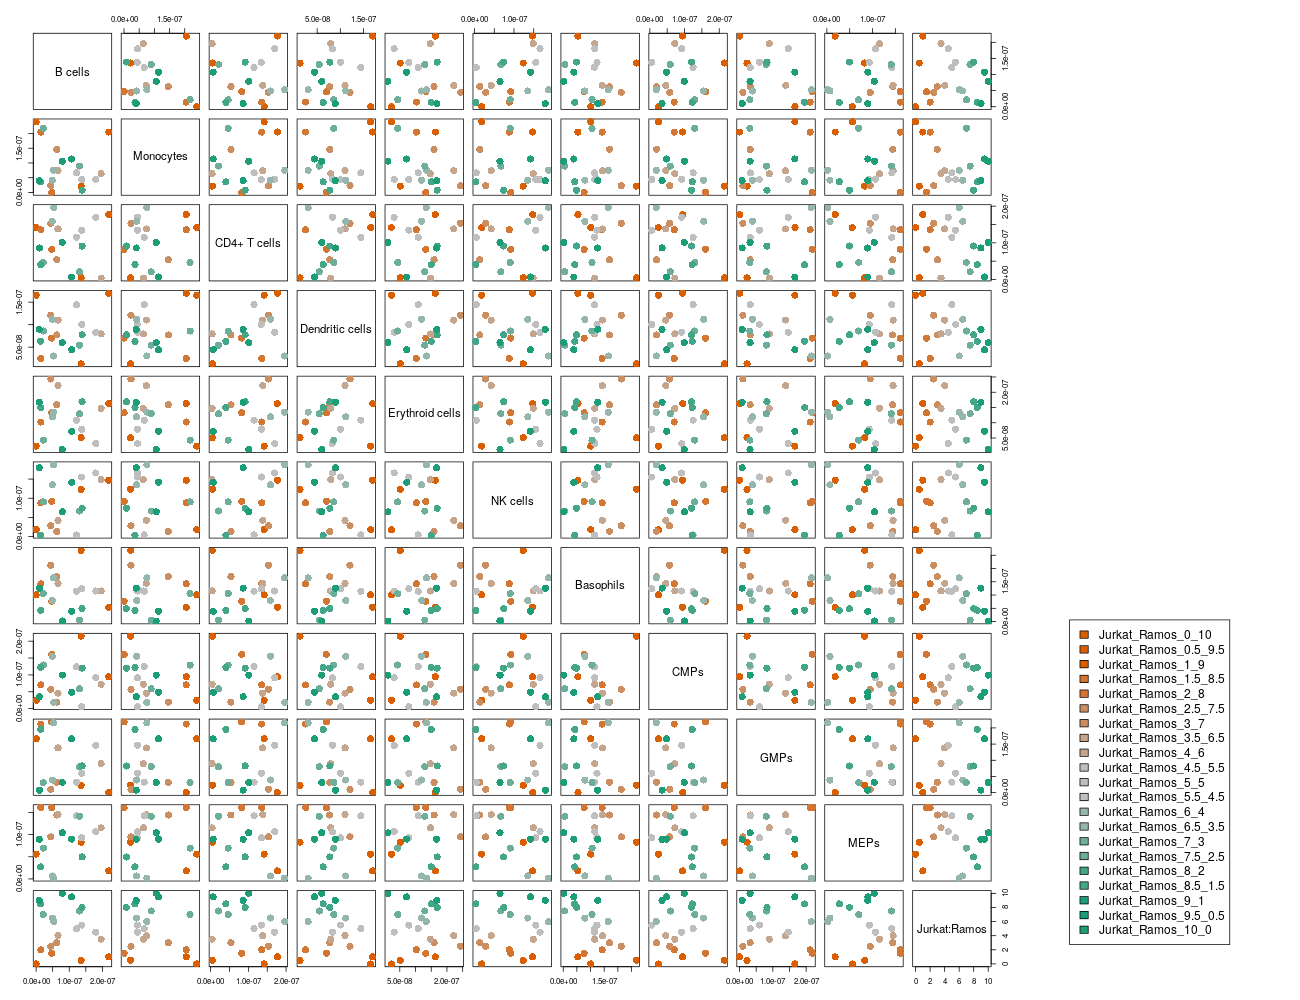 0.0e+00 1.5e-07 5.0e-08 1.5e-07 0.0e+00 1.0e-07 0.0e+00 1.0e-07 2.0e-07 0.0e+00 1.0e-07
B cells
0.0e+00 1.5e-07
0.0e+00 1.5e-07
Monocytes
CD4+ T cells
0.0e+00 1.0e-07 2.0e-07
5.0e-08 1.5e-07
Dendritic cells
Erythroid cells
5.0e-08 2.0e-07
0.0e+00 1.0e-07
NK cells
Basophils
0.0e+00 1.5e-07
0.0e+00 1.0e-07 2.0e-07
CMPs
GMPs
0.0e+00 1.5e-07
0.0e+00 1.0e-07
MEPs
Jurkat:Ramos
0 2 4 6 8 10
0.0e+00 1.0e-07 2.0e-07 0.0e+00 1.0e-07 2.0e-07 5.0e-08 2.0e-07 0.0e+00 1.5e-07 0.0e+00 1.5e-07 0 2 4 6 8 10
Jurkat_Ramos_0_10
Jurkat_Ramos_0.5_9.5
Jurkat_Ramos_1_9
Jurkat_Ramos_1.5_8.5
Jurkat_Ramos_2_8
Jurkat_Ramos_2.5_7.5
Jurkat_Ramos_3_7
Jurkat_Ramos_3.5_6.5
Jurkat_Ramos_4_6
Jurkat_Ramos_4.5_5.5
Jurkat_Ramos_5_5
Jurkat_Ramos_5.5_4.5
Jurkat_Ramos_6_4
Jurkat_Ramos_6.5_3.5
Jurkat_Ramos_7_3
Jurkat_Ramos_7.5_2.5
Jurkat_Ramos_8_2
Jurkat_Ramos_8.5_1.5
Jurkat_Ramos_9_1
Jurkat_Ramos_9.5_0.5
Jurkat_Ramos_10_0